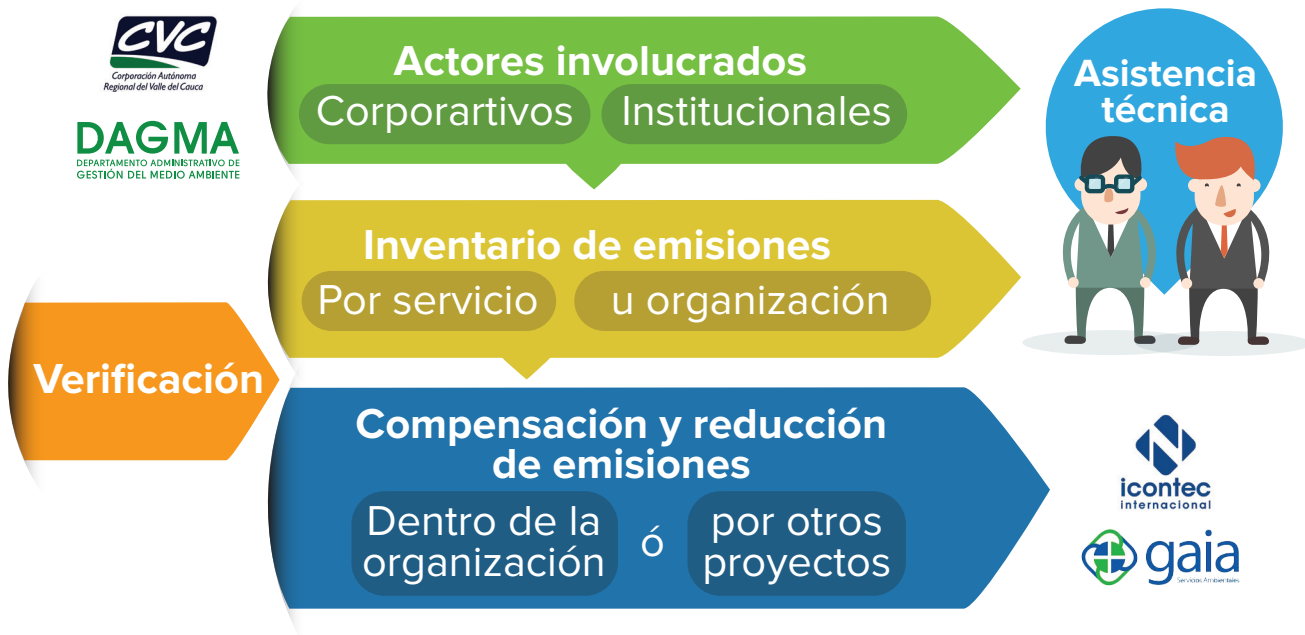 CVC
Corporación Autónoma
Regional del Valle del Cauca
DAGMA
DEPARTAMENTO ADMINISTRATIVO DE
GESTIÓN DEL MEDIO AMBIENTE
Actores involucrados
Corporartivos Institucionales
Asistencia
técnica
Inventario de emisiones
Por servicio u organización
Verificación
Compensación y reducción
de emisiones
Dentro de la
organización
ó
por otros
proyectos
icontec
internacional
gaia
Servicios Ambientales